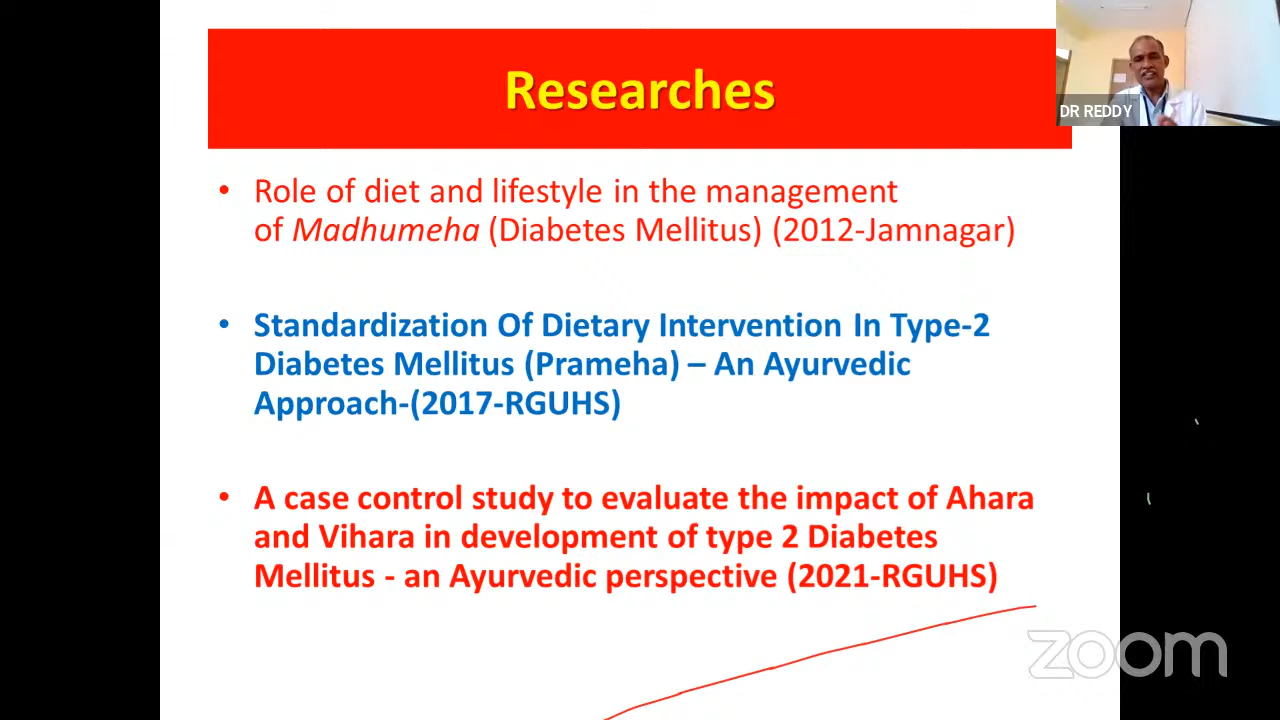 Researches
DR REDDY
• Role of diet and lifestyle in the management
of Madhumeha (Diabetes Mellitus) (2012-Jamnagar)
• Standardization Of Dietary Intervention In Type-2
Diabetes Mellitus (Prameha) – An Ayurvedic
Approach-(2017-RGUHS)
• A case control study to evaluate the impact of Ahara
and Vihara in development of type 2 Diabetes
Mellitus - an Ayurvedic perspective (2021-RGUHS)
zoom